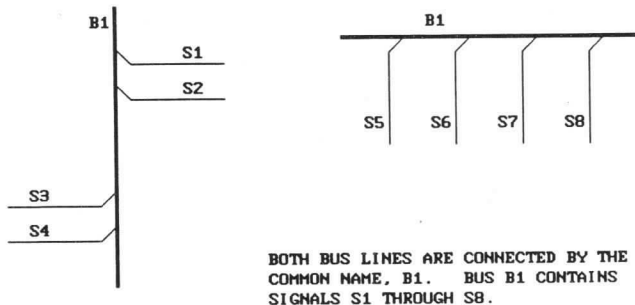 B1
S1
S2
S3
S4
B1
S5 S6 S7 S8
BOTH BUS LINES ARE CONNECTED BY THE
COMMON NAME, B1. BUS B1 CONTAINS
SIGNALS S1 THROUGH S8.